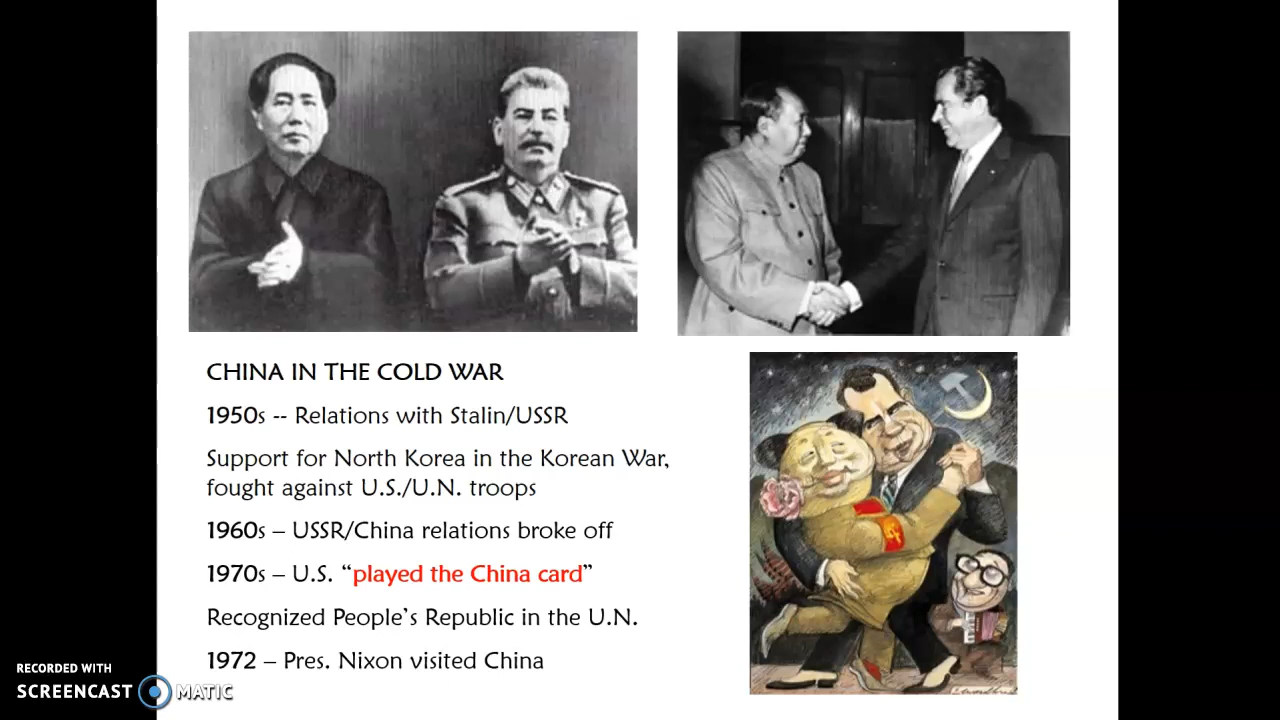 CHINA IN THE COLD WAR
1950s -- Relations with Stalin/USSR
Support for North Korea in the Korean War,
fought against U.S./U.N. troops
1960s – USSR/China relations broke off
1970s – U.S. “played the China card”
Recognized People’s Republic in the U.N.
1972 – Pres. Nixon visited China
RECORDED WITH
SCREENCAST MATIC